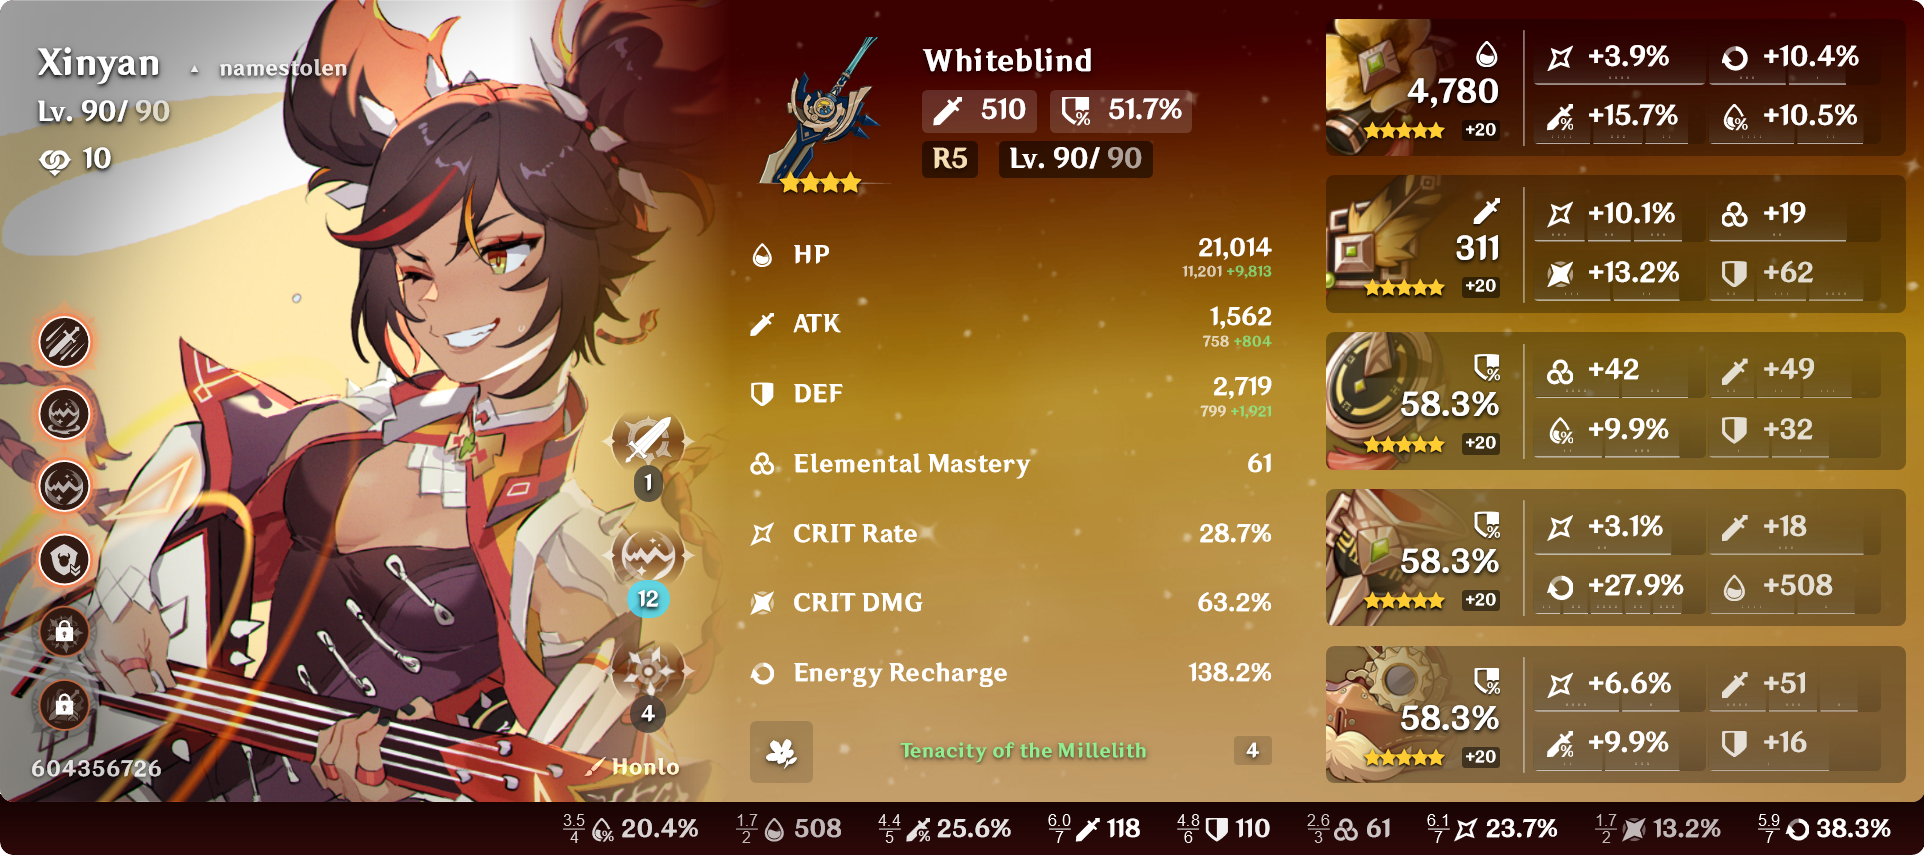 Xinyan namestolen
Lv. 90/ 90
10
1
12
4
604356726
Honlo
Whiteblind
510 51.7%
R5 Lv. 90/ 90
HP 21,014
11,201 +9,813
ATK 1,562
758 +804
DEF 2,719
799 +1,921
Elemental Mastery 61
CRIT Rate 28.7%
CRIT DMG 63.2%
Energy Recharge 138.2%
Tenacity of the Millelith 4
4,780
+20
+3.9% +10.4%
+15.7% +10.5%
311
+20
+10.1% +19
+13.2% +62
58.3%
+20
+42 +49
+9.9% +32
58.3%
+20
+3.1% +18
+27.9% +508
58.3%
+20
+6.6% +51
+9.9% +16
3.5/4 % 20.4% 1.7/2 508 4.4/5 % 25.6% 6.0/7 118 4.8/6 110 2.6/3 61 6.1/7 23.7% 1.7/2 13.2% 5.9/7 38.3%